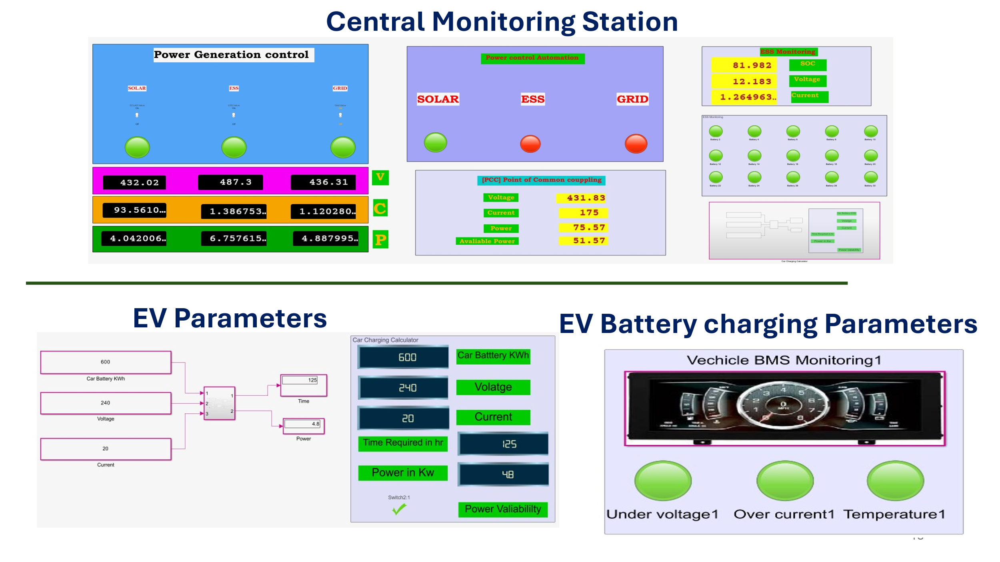 Central Monitoring Station
Power Generation control
SOLAR
ESS
GRID
SOLAR Value
ESS Value
Grid Value
On
On
On
Off
Off
Off
432.02
487.3
436.31
V
93.5610...
1.386753..
1.120280..
C
4.042006..
6.757615..
4.887995..
P
Power control Automation
SOLAR
ESS
GRID
[PCC] Point of Common couppling
Voltage
431.83
Current
175
Power
75.57
Avaliable Power
51.57
ESS Monitoring
81.982
SOC
12.183
Voltage
1.264963..
Current
ESS Monitoring
Battery 2
Battery 4
Battery 6
Battery 8
Battery 10
Battery 12
Battery 14
Battery 16
Battery 18
Battery 20
Battery 22
Battery 24
Battery 26
Battery 28
Battery 30
Car Battery KWh
Volatge
Current
Time Required in hr
Power in Kw
Power Valiabililty
Car Charging Calculator
EV Parameters
600
Car Battery KWh
240
Voltage
20
Current
1
2
3
1
2
125
Time
4.8
Power
Car Charging Calculator
600
Car Batttery KWh
240
Volatge
20
Current
Time Required in hr
125
Power in Kw
4.8
Switch2:1
Power Valiabililty
EV Battery charging Parameters
Vechicle BMS Monitoring1
1
2
3
4
5
6
7
8
0
MPH
Under voltage1
Over current1
Temperature1